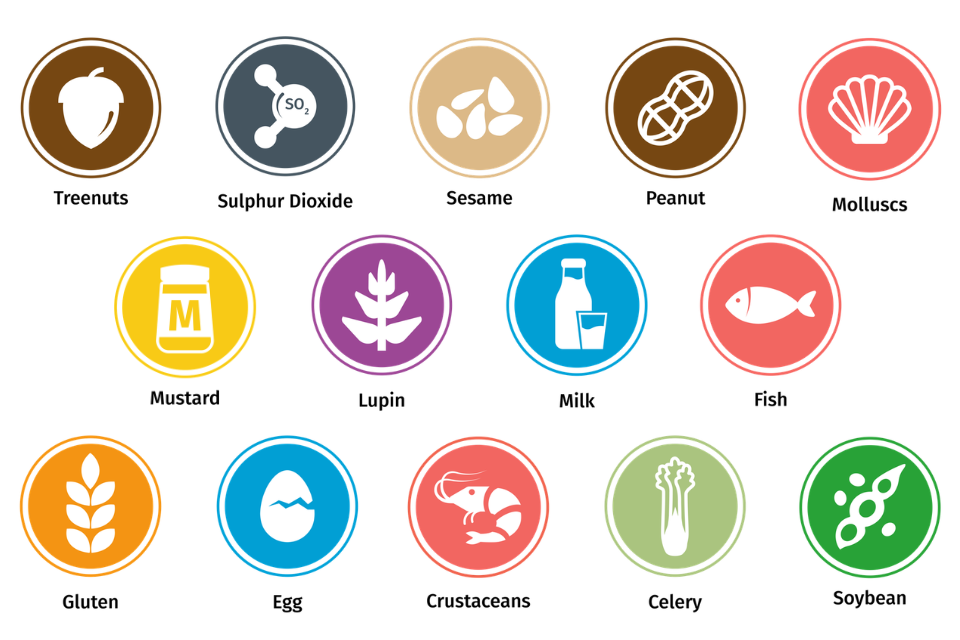 SO2
Treenuts
Sulphur Dioxide
Sesame
Peanut
Molluscs
M
Mustard
Lupin
Milk
Fish
Gluten
Egg
Crustaceans
Celery
Soybean